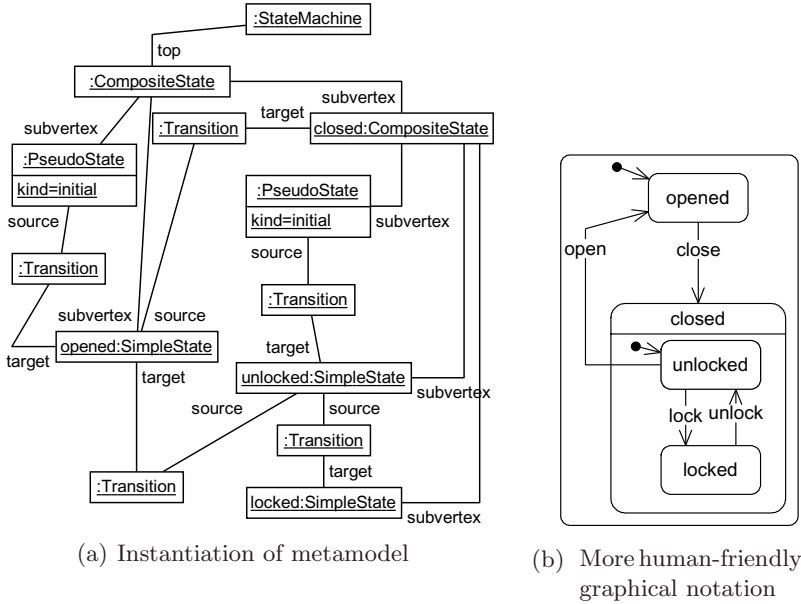 :StateMachine
top
:CompositeState
subvertex
target
subvertex
:Transition
closed:CompositeState
:PseudoState
kind=initial
:PseudoState
kind=initial
subvertex
source
source
:Transition
:Transition
subvertex
source
target
opened:SimpleState
target
target
unlocked:SimpleState
subvertex
source
source
:Transition
target
:Transition
locked:SimpleState
subvertex
(a) Instantiation of metamodel
opened
open
close
closed
unlocked
lock
unlock
locked
(b) More human-friendly
graphical notation